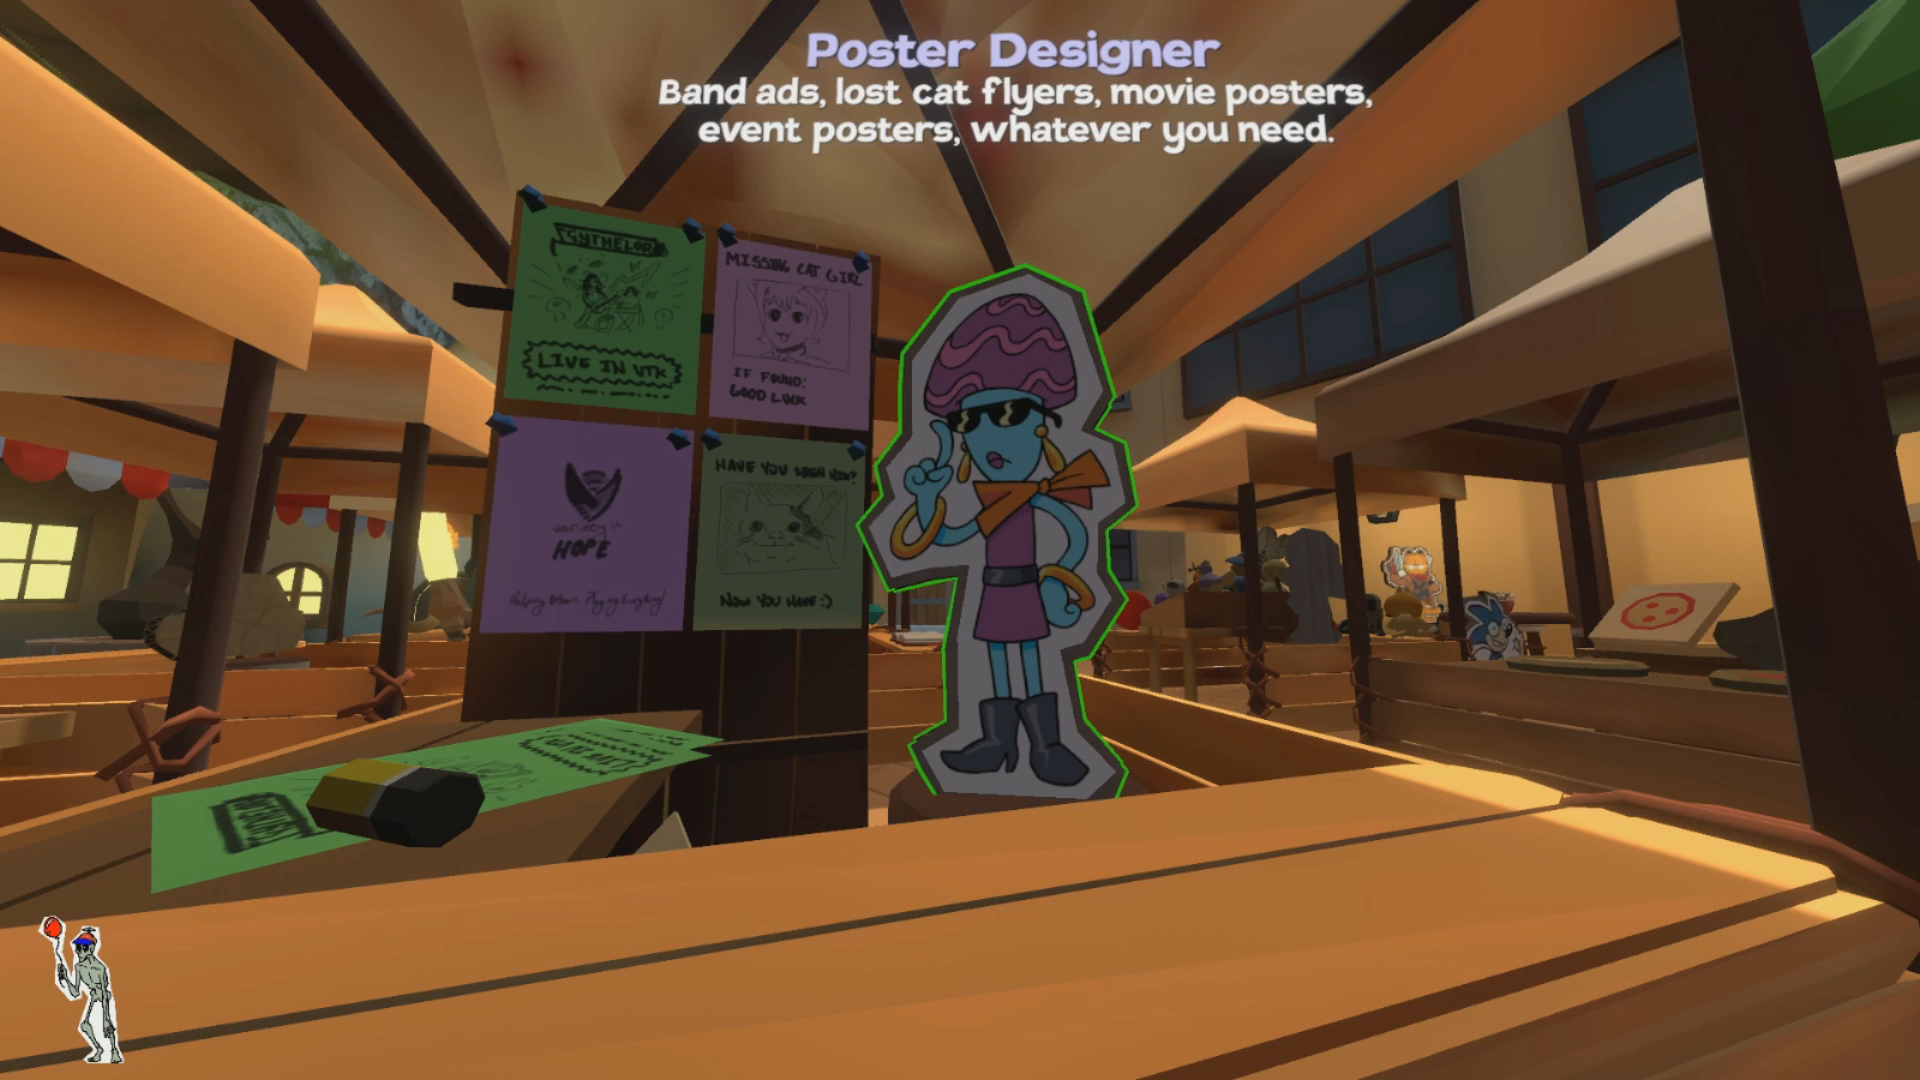 Poster Designer
Band ads, lost cat flyers, movie posters,
event posters, whatever you need.
LIVE IN VTK
MISSING CAT GIRL
IF FOUND:
GOOD LUCK
HOPE
HAVE YOU SEEN HIM?
NOW YOU HAVE :)